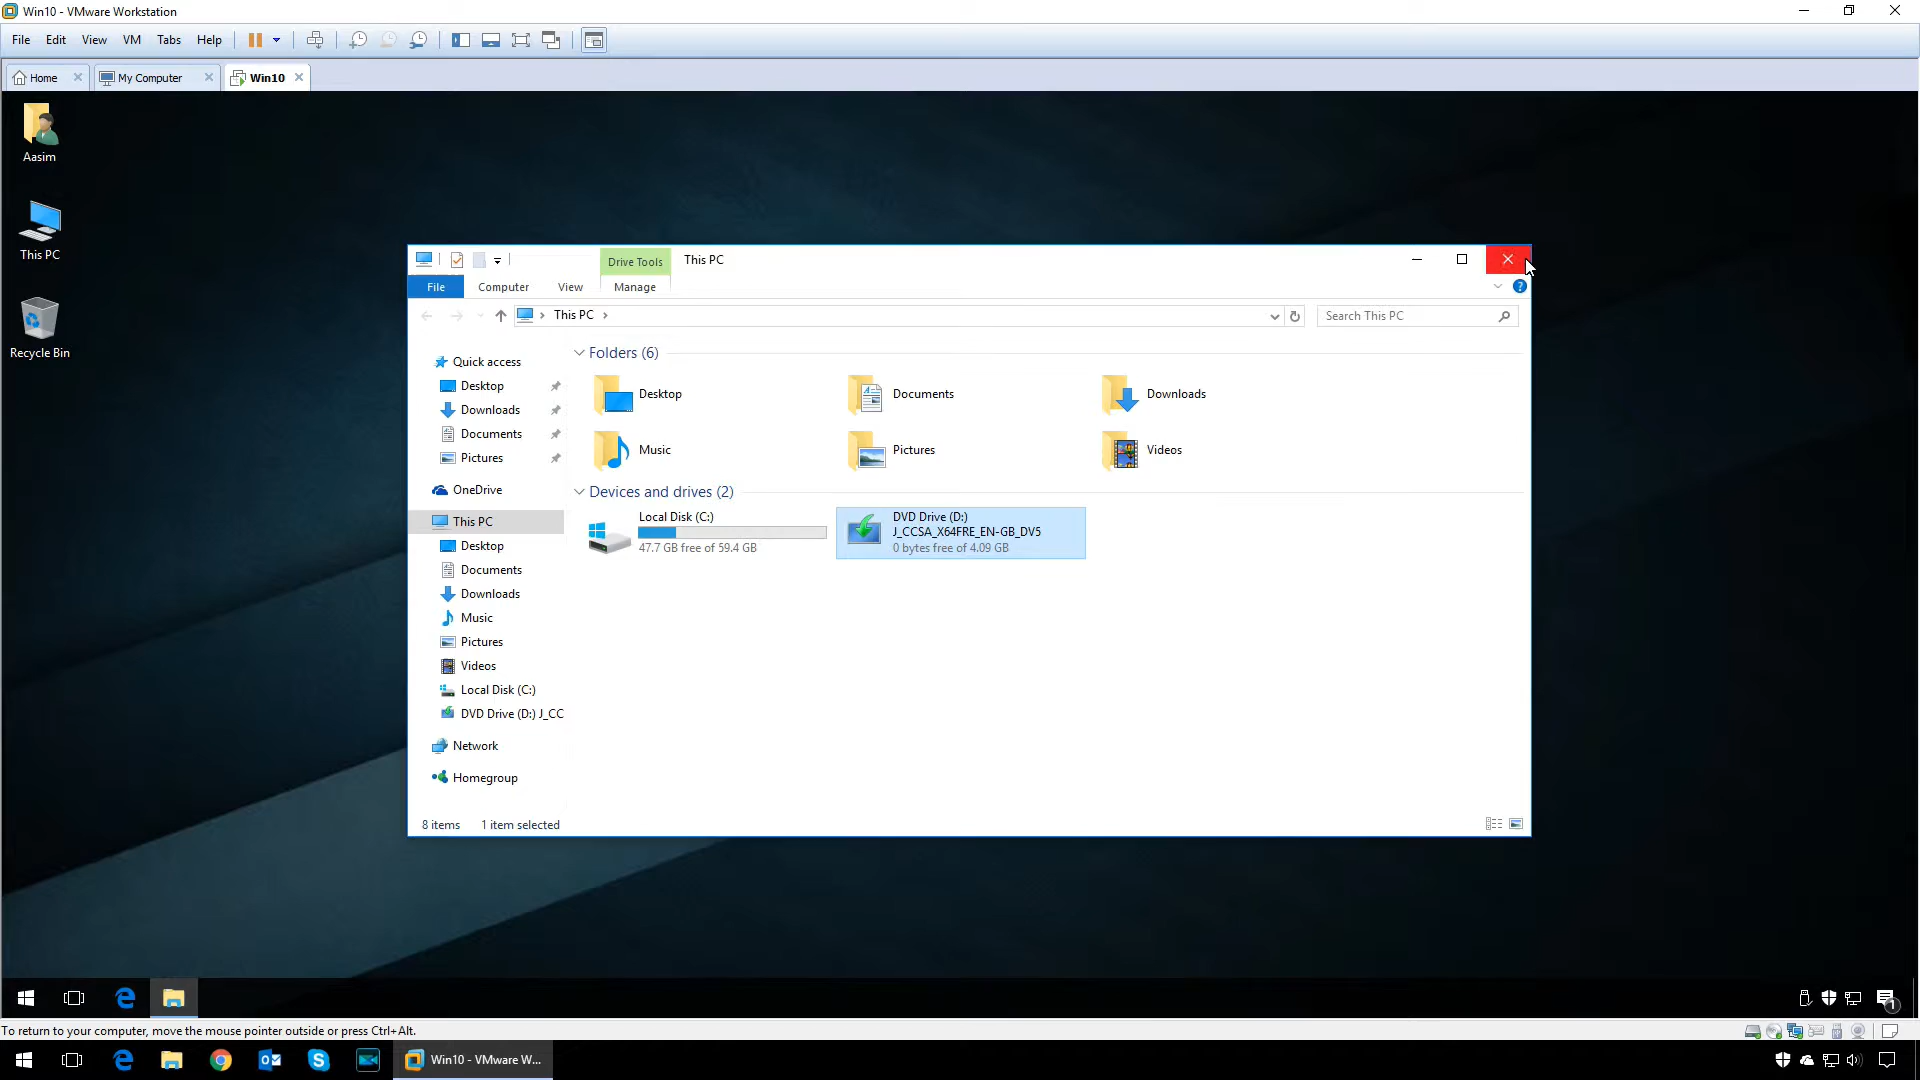 Win10 - VMware Workstation
File Edit View VM Tabs Help
Home My Computer Win10
Aasim
This PC
Recycle Bin
Drive Tools This PC
File Computer View Manage
This PC
Search This PC
Quick access
Desktop
Downloads
Documents
Pictures
OneDrive
This PC
Desktop
Documents
Downloads
Music
Pictures
Videos
Local Disk (C:)
DVD Drive (D:) J_CC
Network
Homegroup
Folders (6)
Desktop
Documents
Downloads
Music
Pictures
Videos
Devices and drives (2)
Local Disk (C:)
47.7 GB free of 59.4 GB
DVD Drive (D:)
J_CCSA_X64FRE_EN-GB_DV5
0 bytes free of 4.09 GB
8 items 1 item selected
1
To return to your computer, move the mouse pointer outside or press Ctrl+Alt.
Win10 - VMware W...